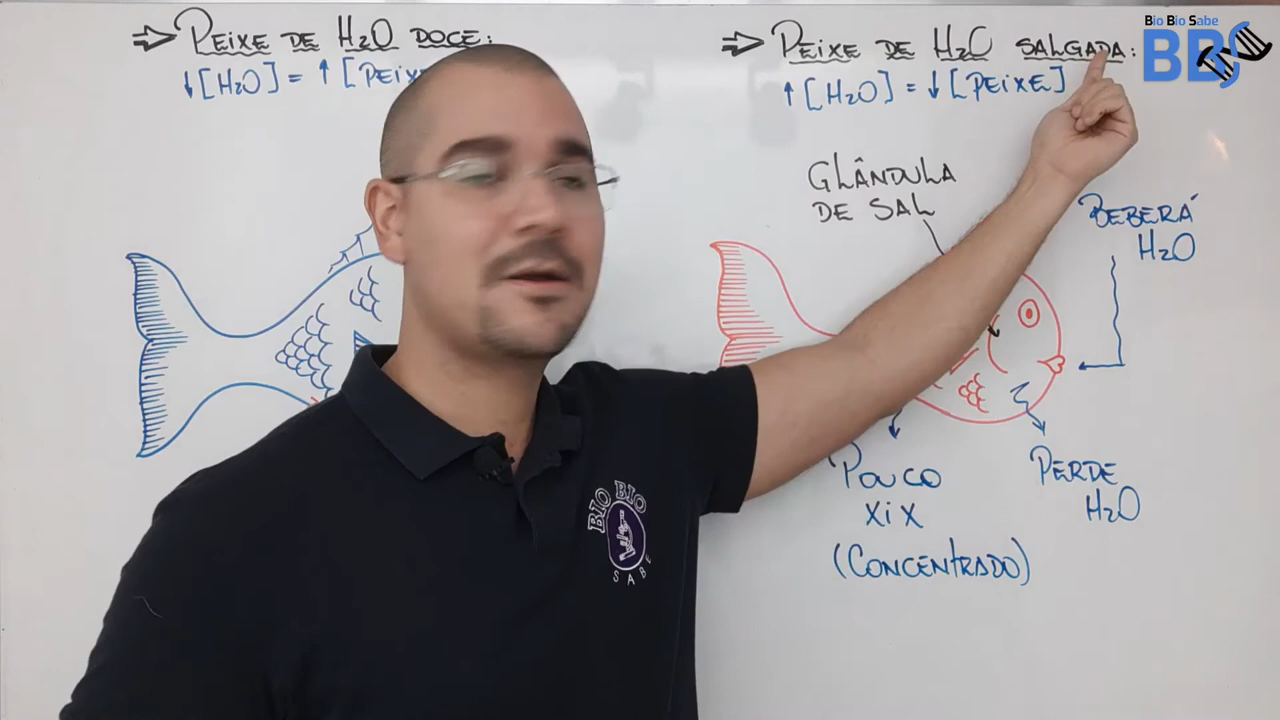 ⇒ PEIXE DE H2O DOCE:
↓[H2O] = ↑[PEIXE
⇒ PEIXE DE H2O SALGADA:
↑[H2O] = ↓[PEIXE]
Bio Bio Sabe
BBS
GLÂNDULA
DE SAL
BEBERÁ
H2O
POUCO
XIX
(CONCENTRADO)
PERDE
H2O
BIO BIO
SABE